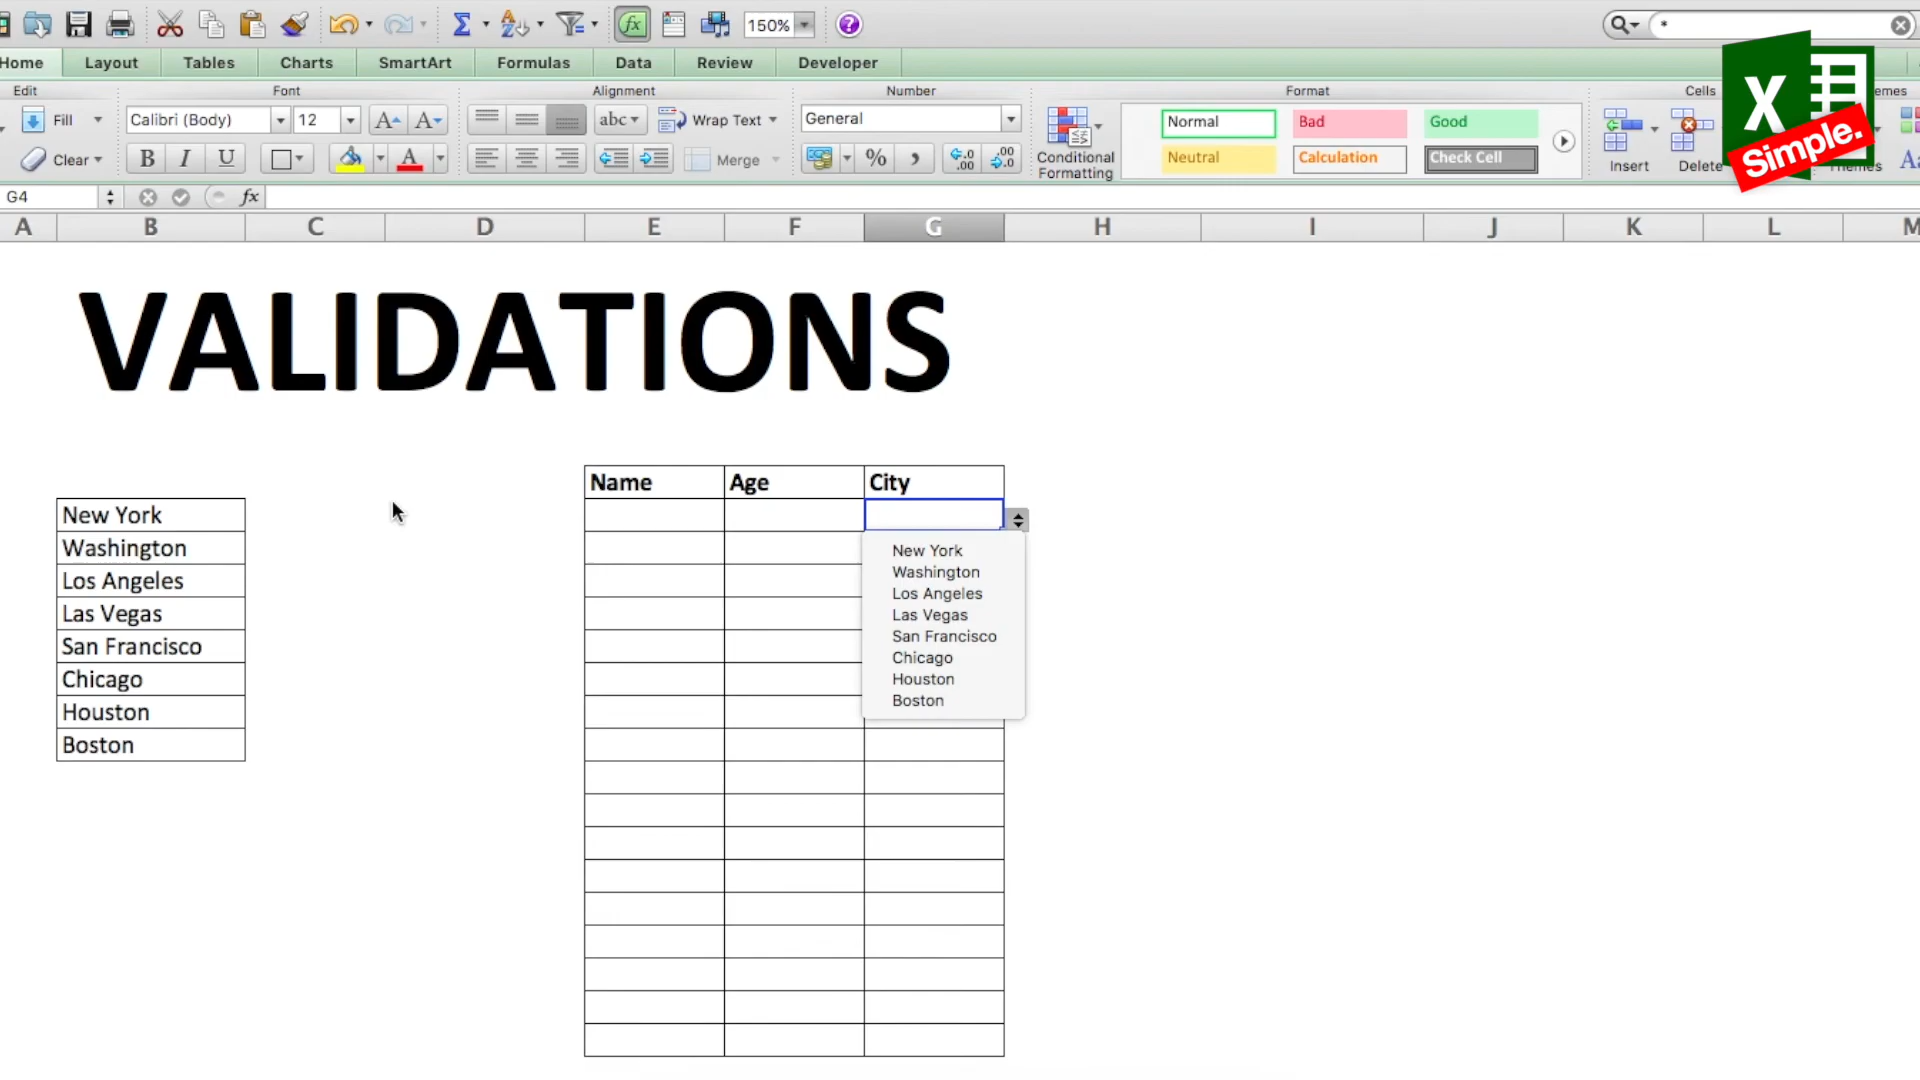 150%
*
Home Layout Tables Charts SmartArt Formulas Data Review Developer
Edit Font Alignment Number Format Cells
Fill Calibri (Body) 12 A A abc Wrap Text General Normal Bad Good
Clear B I U A Merge % Conditional Formatting Neutral Calculation Check Cell Insert Delete Themes
X Simple.
G4 fx
A B C D E F G H I J K L M
VALIDATIONS
Name Age City
New York
Washington
Los Angeles
Las Vegas
San Francisco
Chicago
Houston
Boston
New York
Washington
Los Angeles
Las Vegas
San Francisco
Chicago
Houston
Boston